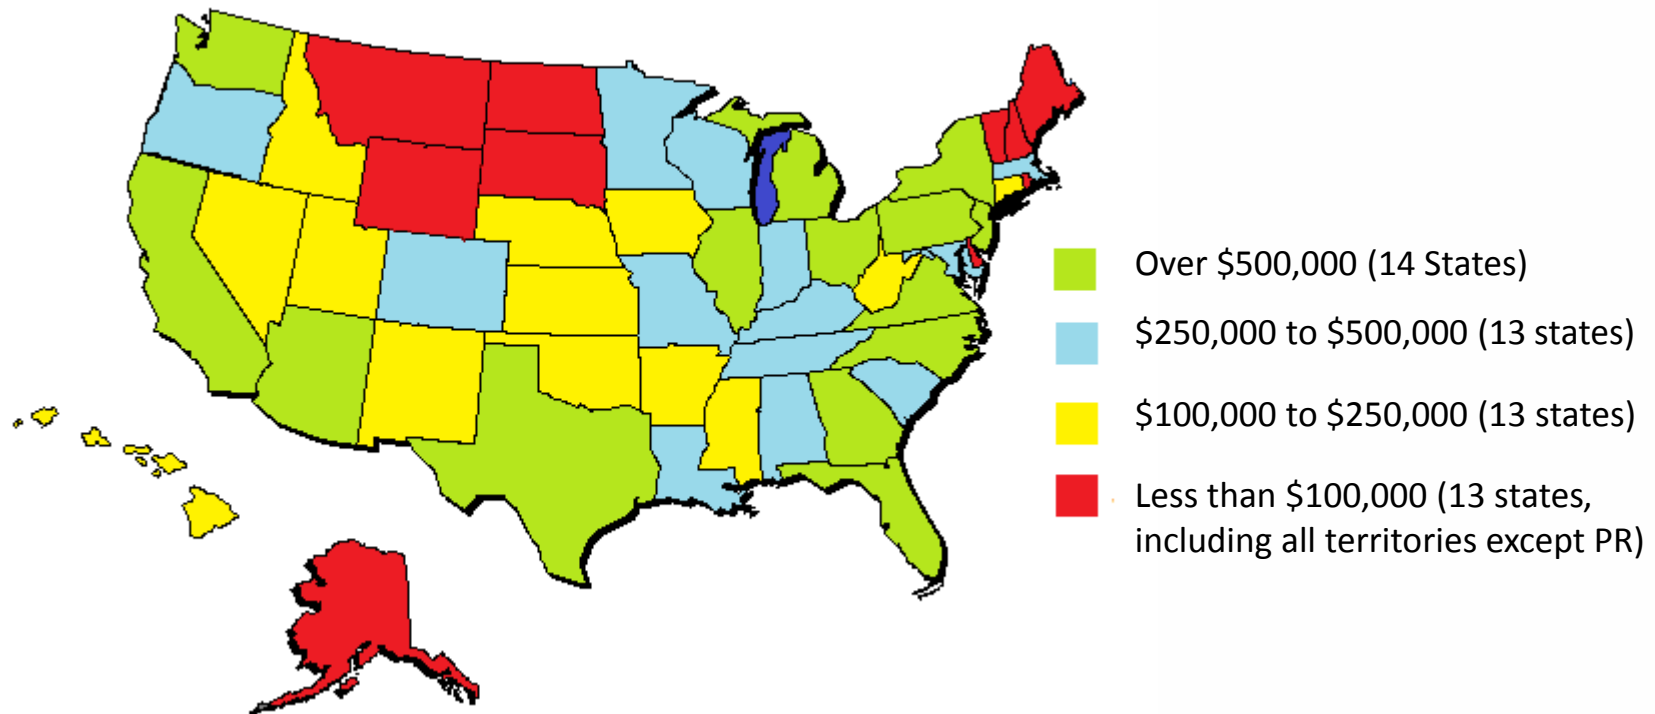 Over $500,000 (14 States)
$250,000 to $500,000 (13 states)
$100,000 to $250,000 (13 states)
Less than $100,000 (13 states,
including all territories except PR)